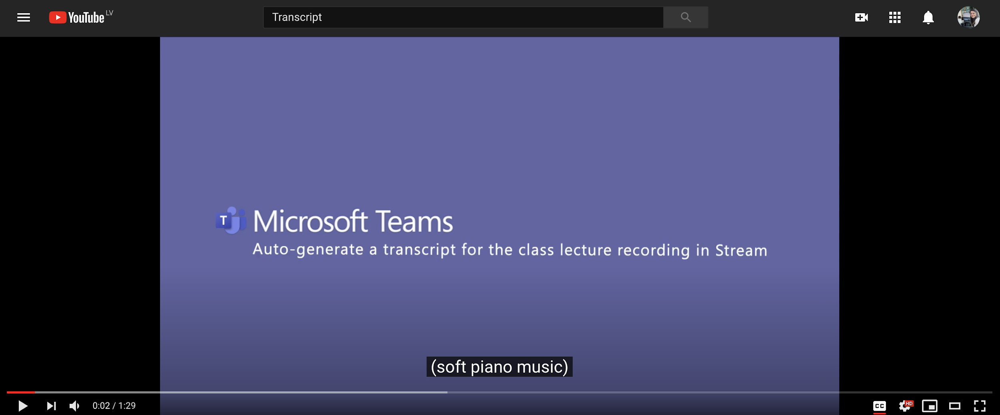 YouTube LV
Transcript
T Microsoft Teams
Auto-generate a transcript for the class lecture recording in Stream
(soft piano music)
0:02 / 1:29
CC
HD